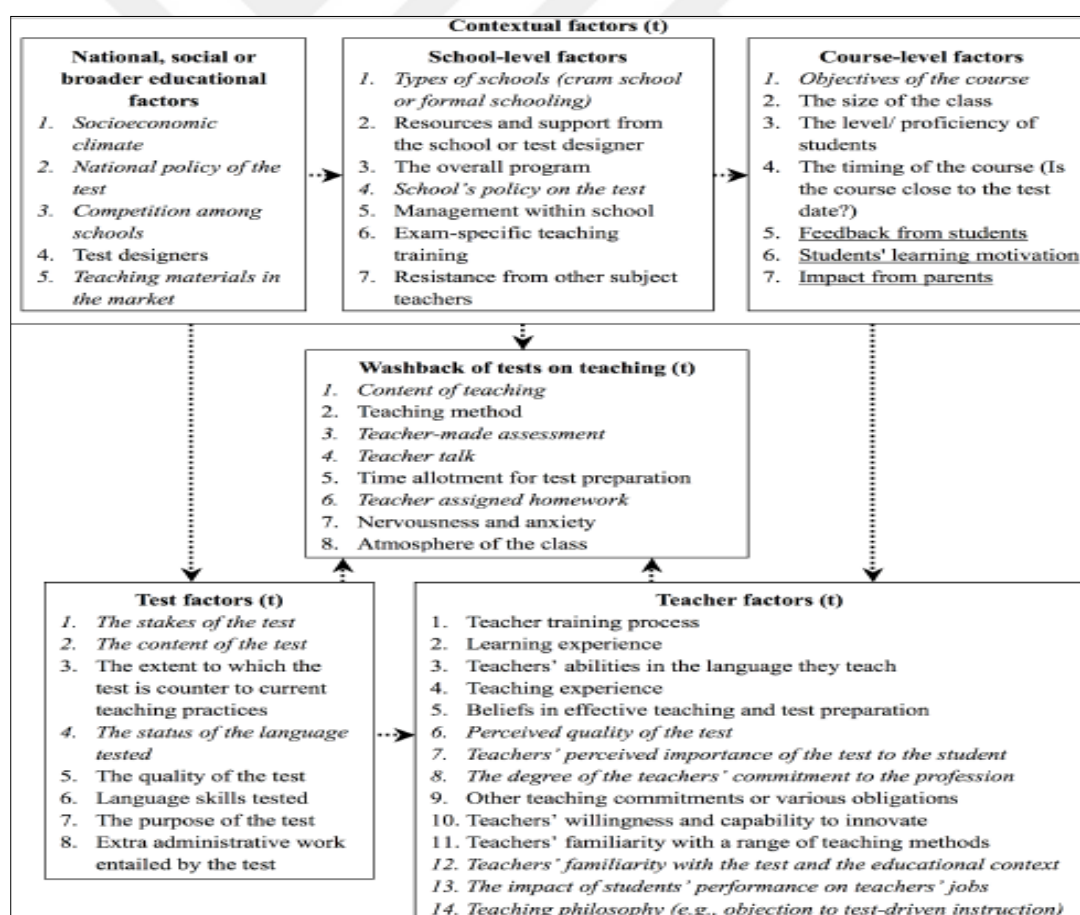 Contextual factors (t)
National, social or
broader educational
factors
1. Socioeconomic
climate
2. National policy of the
test
3. Competition among
schools
4. Test designers
5. Teaching materials in
the market
School-level factors
1. Types of schools (cram school
or formal schooling)
2. Resources and support from
the school or test designer
3. The overall program
4. School's policy on the test
5. Management within school
6. Exam-specific teaching
training
7. Resistance from other subject
teachers
Course-level factors
1. Objectives of the course
2. The size of the class
3. The level/ proficiency of
students
4. The timing of the course (Is
the course close to the test
date?)
5. Feedback from students
6. Students' learning motivation
7. Impact from parents
Washback of tests on teaching (t)
1. Content of teaching
2. Teaching method
3. Teacher-made assessment
4. Teacher talk
5. Time allotment for test preparation
6. Teacher assigned homework
7. Nervousness and anxiety
8. Atmosphere of the class
Test factors (t)
1. The stakes of the test
2. The content of the test
3. The extent to which the
test is counter to current
teaching practices
4. The status of the language
tested
5. The quality of the test
6. Language skills tested
7. The purpose of the test
8. Extra administrative work
entailed by the test
Teacher factors (t)
1. Teacher training process
2. Learning experience
3. Teachers' abilities in the language they teach
4. Teaching experience
5. Beliefs in effective teaching and test preparation
6. Perceived quality of the test
7. Teachers' perceived importance of the test to the student
8. The degree of the teachers' commitment to the profession
9. Other teaching commitments or various obligations
10. Teachers' willingness and capability to innovate
11. Teachers' familiarity with a range of teaching methods
12. Teachers' familiarity with the test and the educational context
13. The impact of students' performance on teachers' jobs
14. Teaching philosophy (e.g., objection to test-driven instruction)